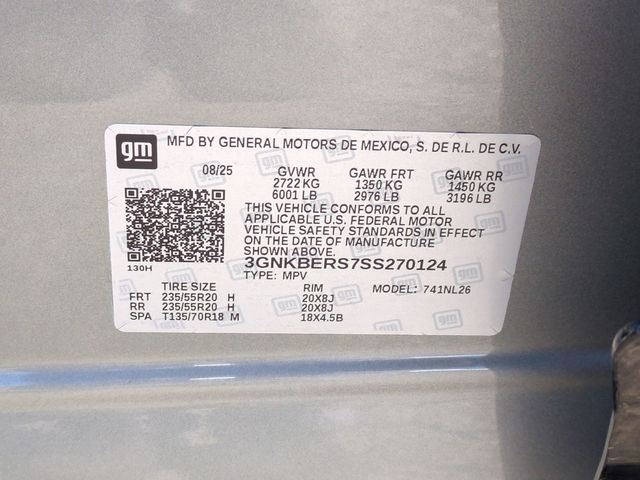 gm
MFD BY GENERAL MOTORS DE MEXICO, S. DE R.L. DE C.V.
08/25 GVWR GAWR FRT GAWR RR
2722 KG 1350 KG 1450 KG
6001 LB 2976 LB 3196 LB
THIS VEHICLE CONFORMS TO ALL
APPLICABLE U.S. FEDERAL MOTOR
VEHICLE SAFETY STANDARDS IN EFFECT
ON THE DATE OF MANUFACTURE
SHOWN ABOVE.
130H 3GNKBERS7SS270124
TYPE: MPV MODEL: 741NL26
TIRE SIZE RIM
FRT 235/55R20 H 20X8J
RR 235/55R20 H 20X8J
SPA T135/70R18 M 18X4.5B